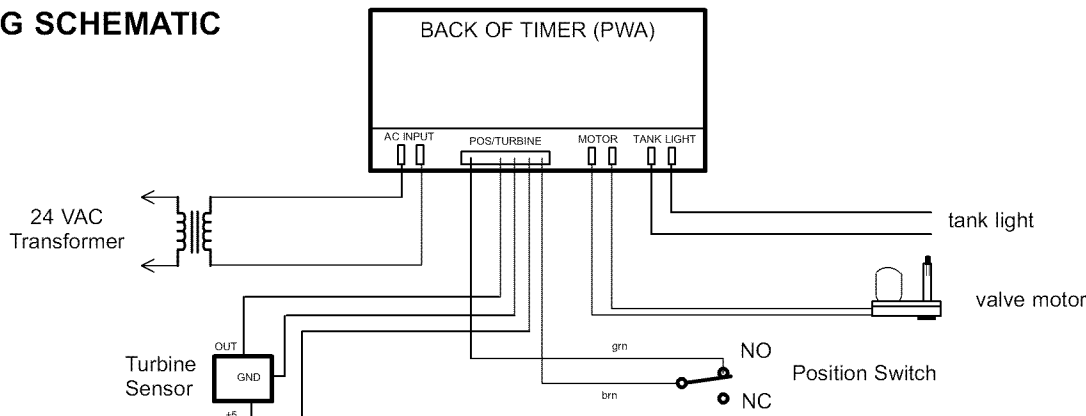 G SCHEMATIC
BACK OF TIMER (PWA)
AC INPUT
POS/TURBINE
MOTOR
TANK LIGHT
24 VAC
Transformer
tank light
valve motor
OUT
Turbine
Sensor
GND
+5
grn
brn
NO
NC
Position Switch